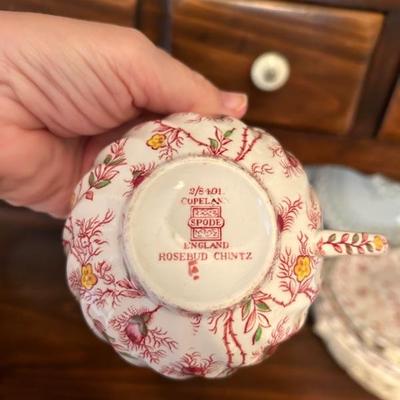 2/8401
COPELAND
SPODE
ENGLAND
ROSEBUD CHINTZ